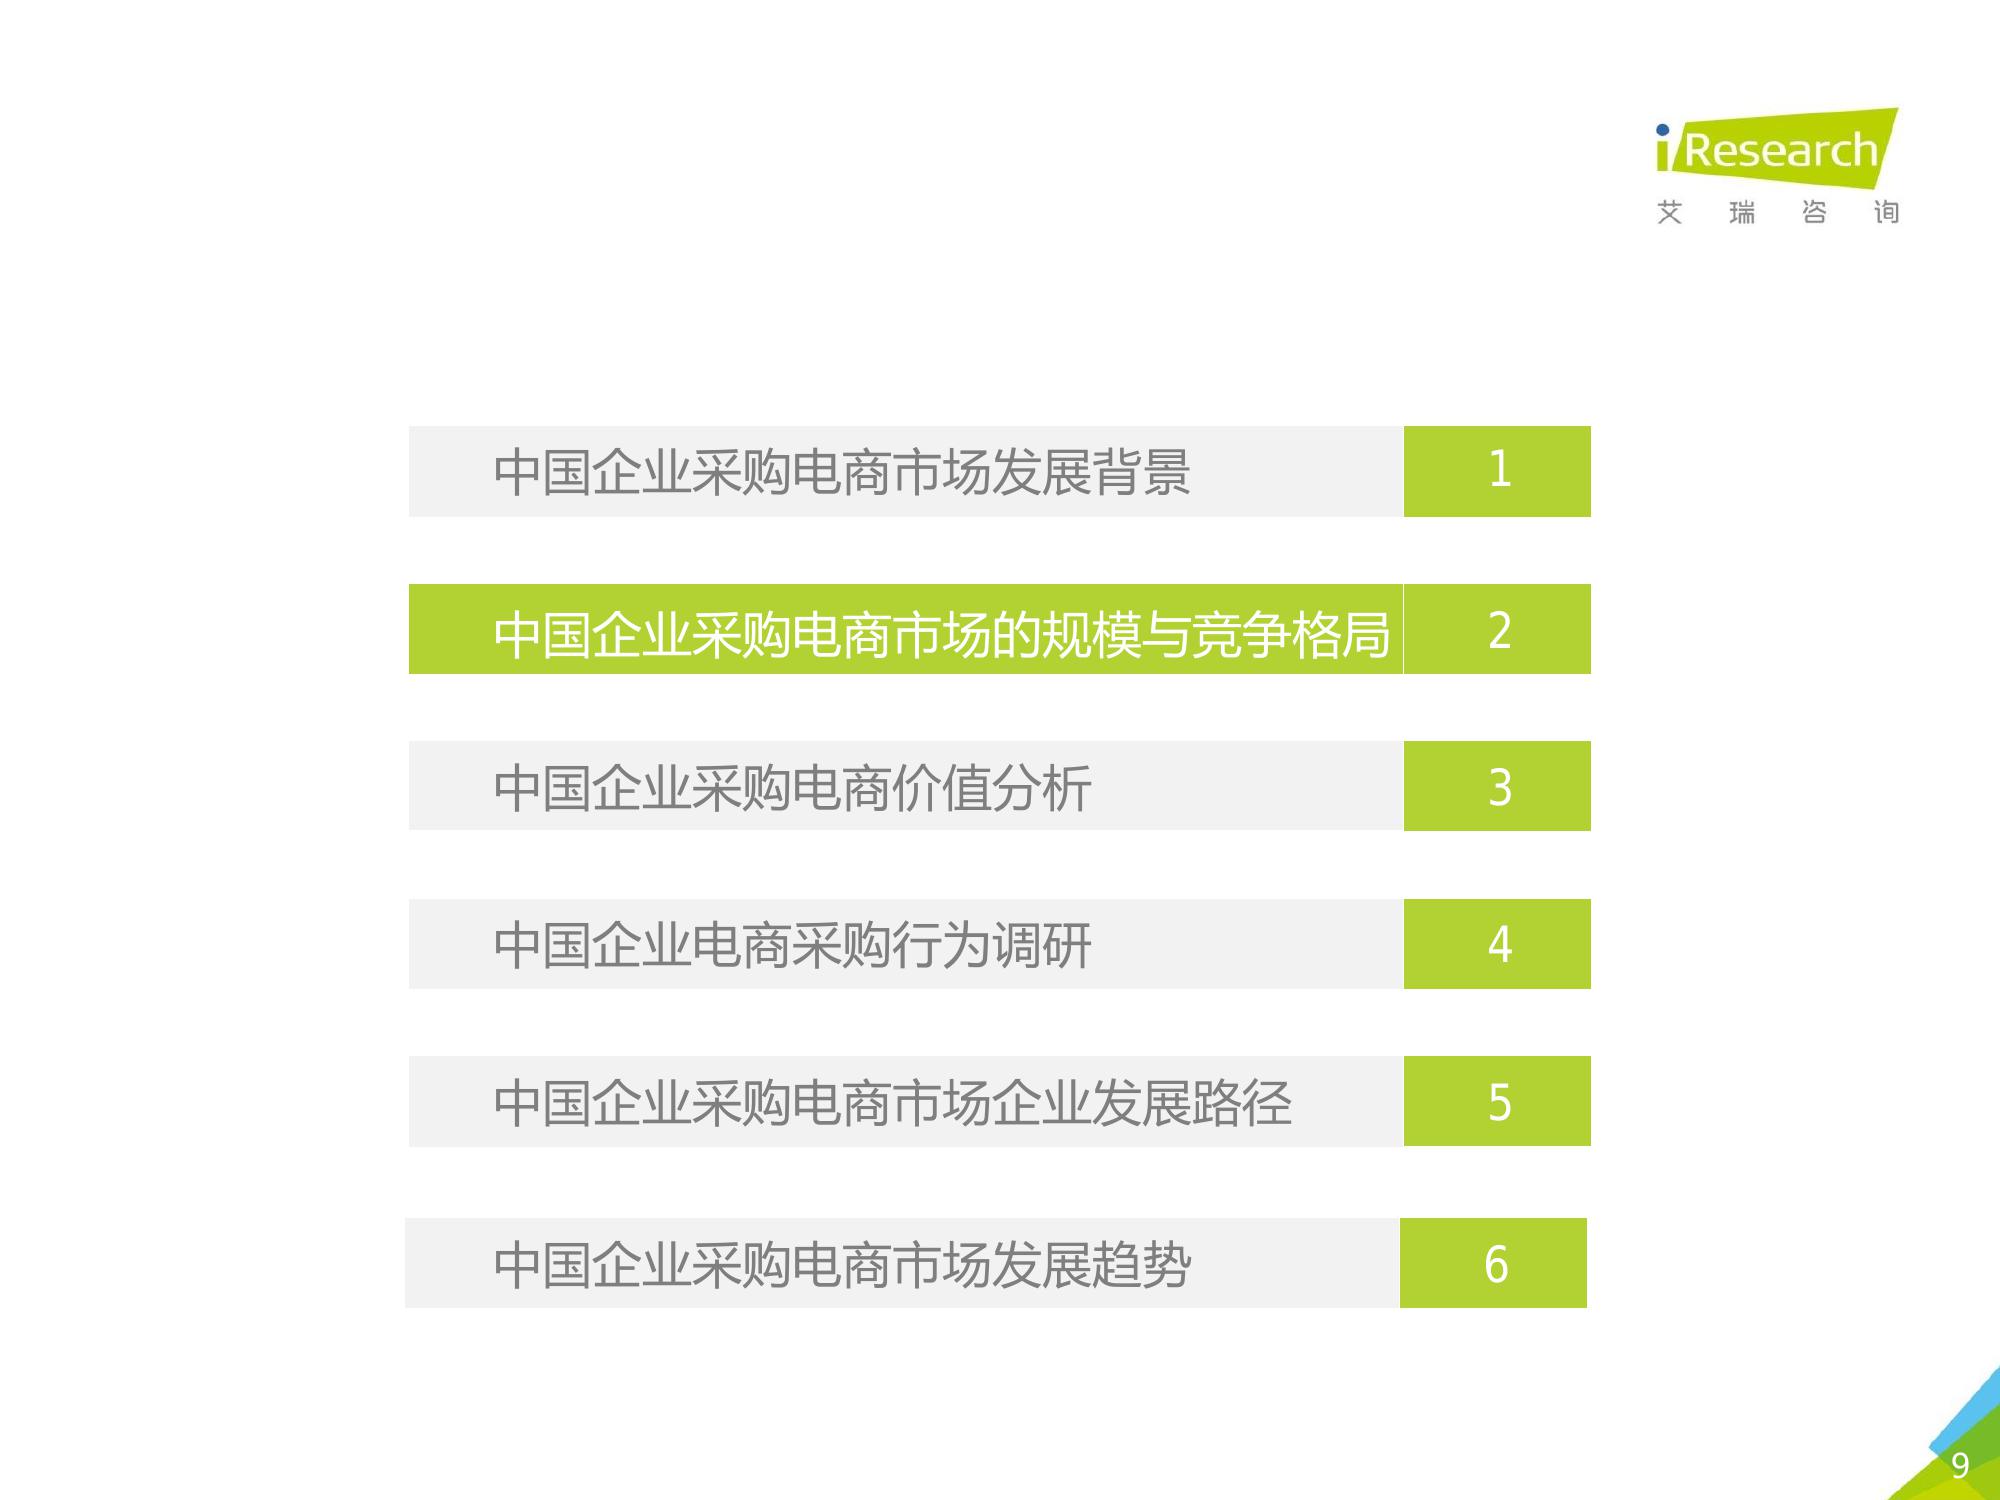 iResearch
艾瑞咨询
中国企业采购电商市场发展背景 1
中国企业采购电商市场的规模与竞争格局 2
中国企业采购电商价值分析 3
中国企业电商采购行为调研 4
中国企业采购电商市场企业发展路径 5
中国企业采购电商市场发展趋势 6
9